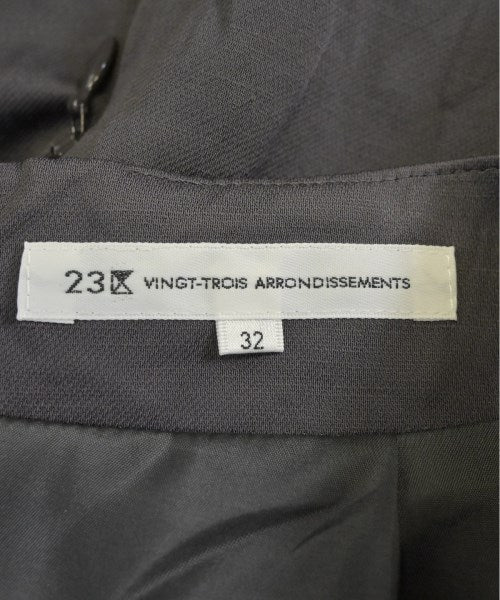 23区 VINGT-TROIS ARRONDISSEMENTS
32